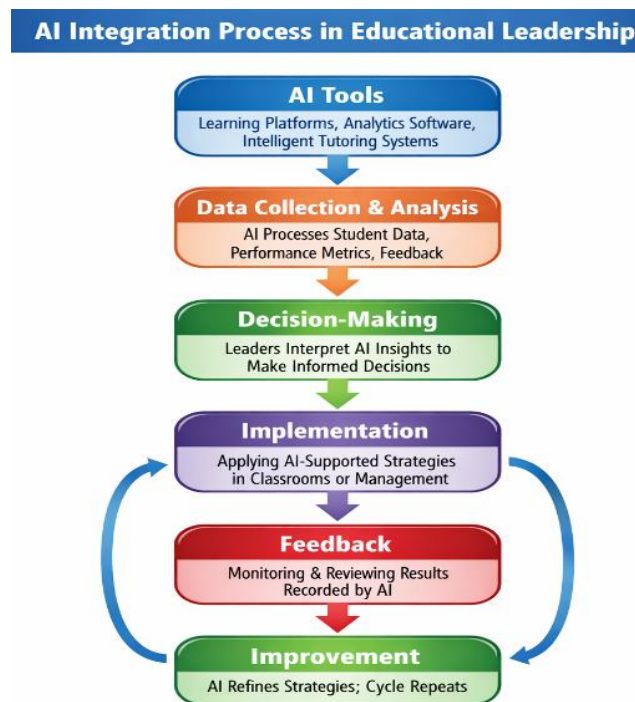 AI Integration Process in Educational Leadership
AI Tools
Learning Platforms, Analytics Software,
Intelligent Tutoring Systems
Data Collection & Analysis
AI Processes Student Data,
Performance Metrics, Feedback
Decision-Making
Leaders Interpret AI Insights to
Make Informed Decisions
Implementation
Applying AI-Supported Strategies
in Classrooms or Management
Feedback
Monitoring & Reviewing Results
Recorded by AI
Improvement
AI Refines Strategies; Cycle Repeats